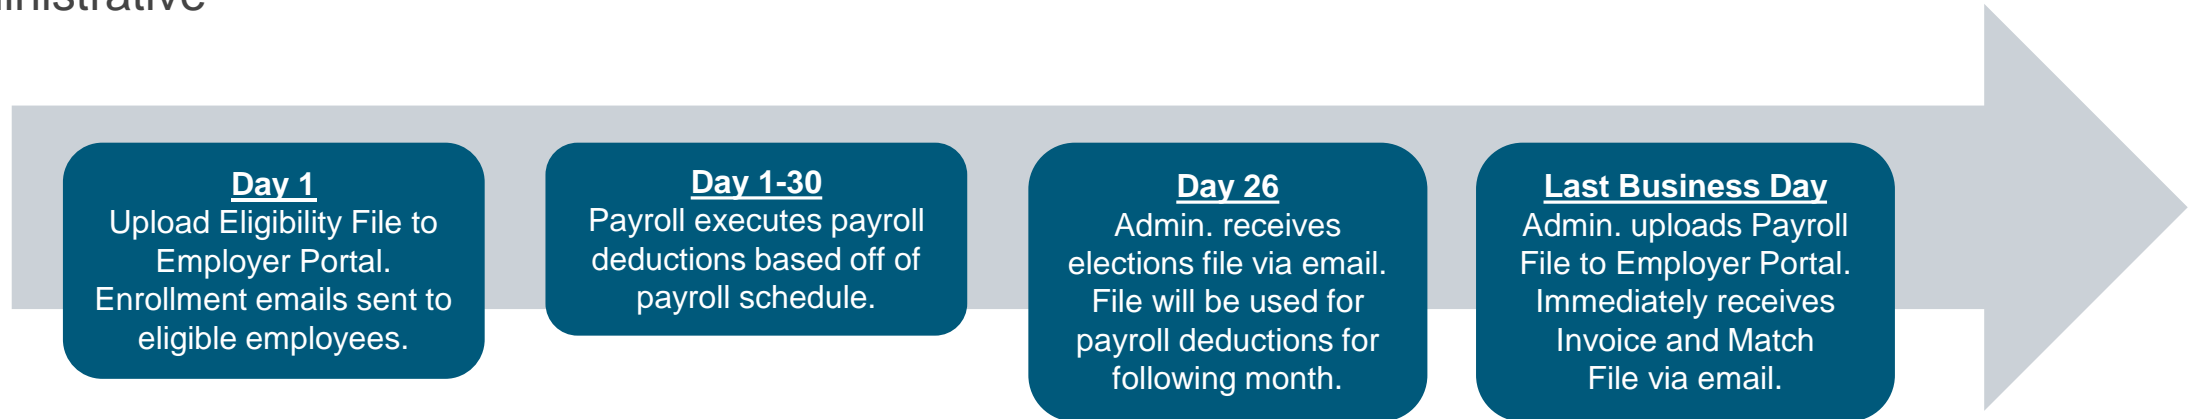 Day 1
Upload Eligibility File to
Employer Portal.
Enrollment emails sent to
eligible employees.
Day 1-30
Payroll executes payroll
deductions based off of
payroll schedule.
Day 26
Admin. receives
elections file via email.
File will be used for
payroll deductions for
following month.
Last Business Day
Admin. uploads Payroll
File to Employer Portal.
Immediately receives
Invoice and Match
File via email.